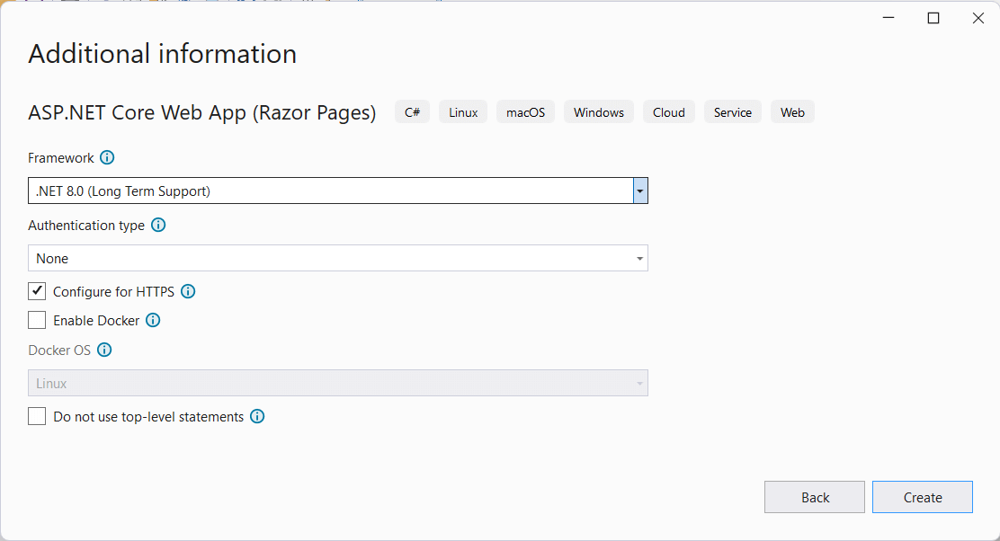 Additional information
ASP.NET Core Web App (Razor Pages) C# Linux macOS Windows Cloud Service Web
Framework
.NET 8.0 (Long Term Support)
Authentication type
None
Configure for HTTPS
Enable Docker
Docker OS
Linux
Do not use top-level statements
Back Create